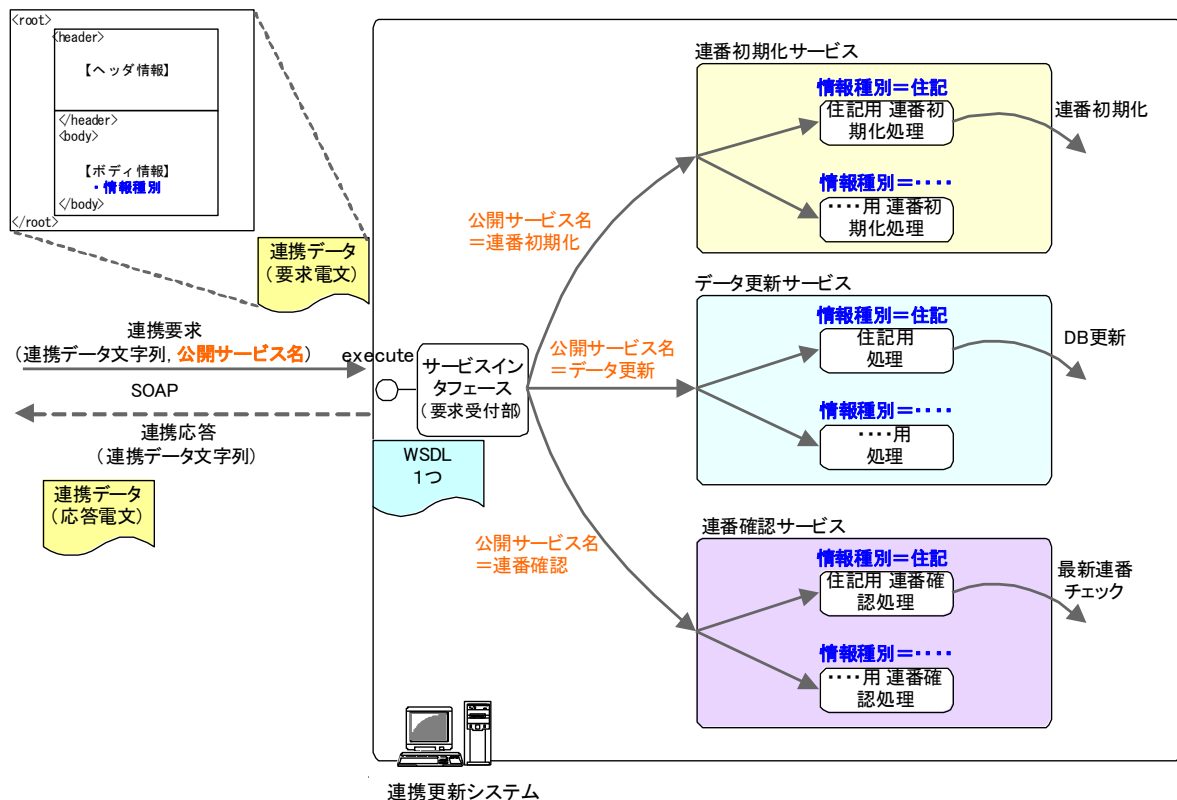 <root>
<header>
【ヘッダ情報】
</header>
<body>
【ボディ情報】
・情報種別
</body>
</root>
連携データ
(要求電文)
連携要求
(連携データ文字列, 公開サービス名)
SOAP
連携応答
(連携データ文字列)
連携データ
(応答電文)
execute
サービスイン
タフェース
(要求受付部)
WSDL
1つ
公開サービス名
=連番初期化
公開サービス名
=データ更新
公開サービス名
=連番確認
連番初期化サービス
情報種別=住記
住記用 連番初
期化処理
情報種別=‥‥
‥‥用 連番初
期化処理
連番初期化
データ更新サービス
情報種別=住記
住記用
処理
情報種別=‥‥
‥‥用
処理
DB更新
連番確認サービス
情報種別=住記
住記用 連番確
認処理
情報種別=‥‥
‥‥用 連番確
認処理
最新連番
チェック
連携更新システム